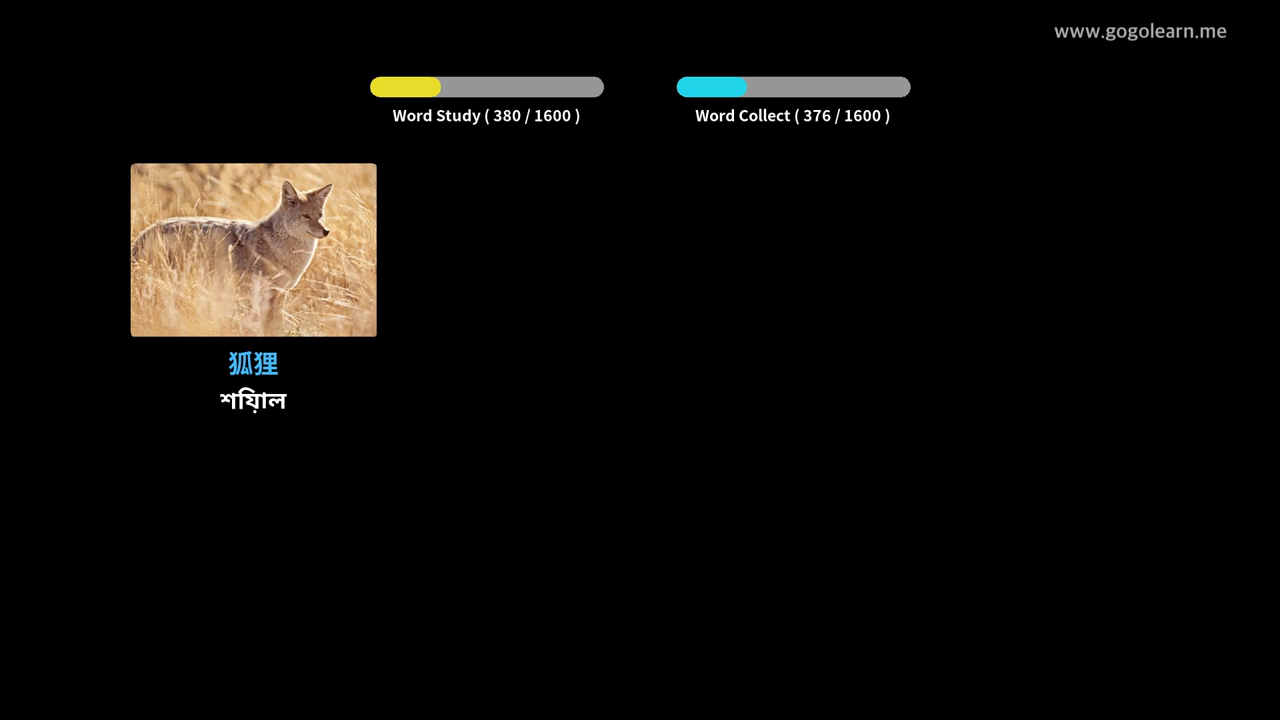 www.gogolearn.me
Word Study ( 380 / 1600 )
Word Collect ( 376 / 1600 )
狐狸
শিয়াল